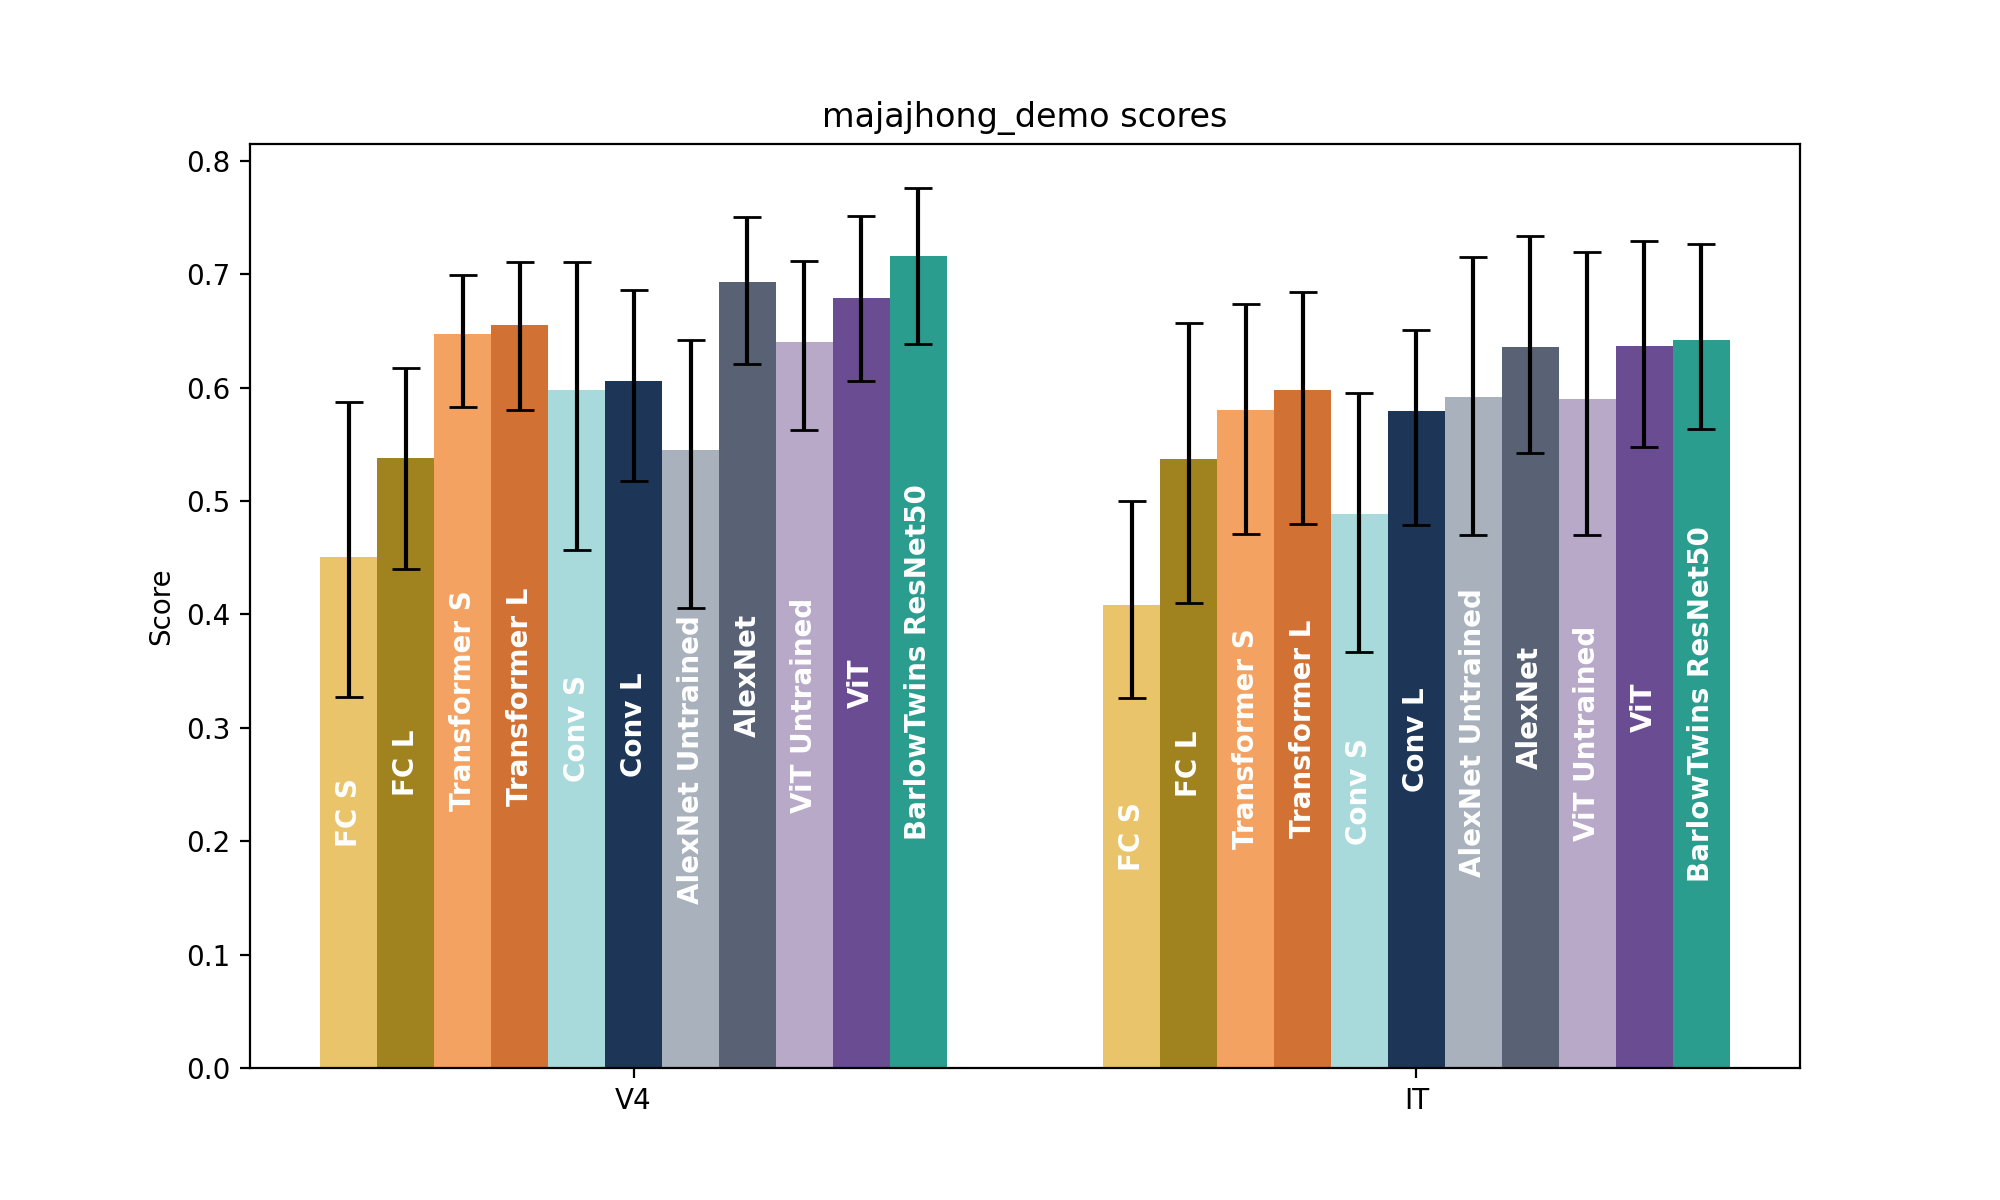 majajhong_demo scores
0.8
0.7
0.6
0.5
0.4
0.3
0.2
0.1
0.0
Score
FC S
FC L
Transformer S
Transformer L
Conv S
Conv L
AlexNet Untrained
AlexNet
ViT Untrained
ViT
BarlowTwins ResNet50
FC S
FC L
Transformer S
Transformer L
Conv S
Conv L
AlexNet Untrained
AlexNet
ViT Untrained
ViT
BarlowTwins ResNet50
V4
IT